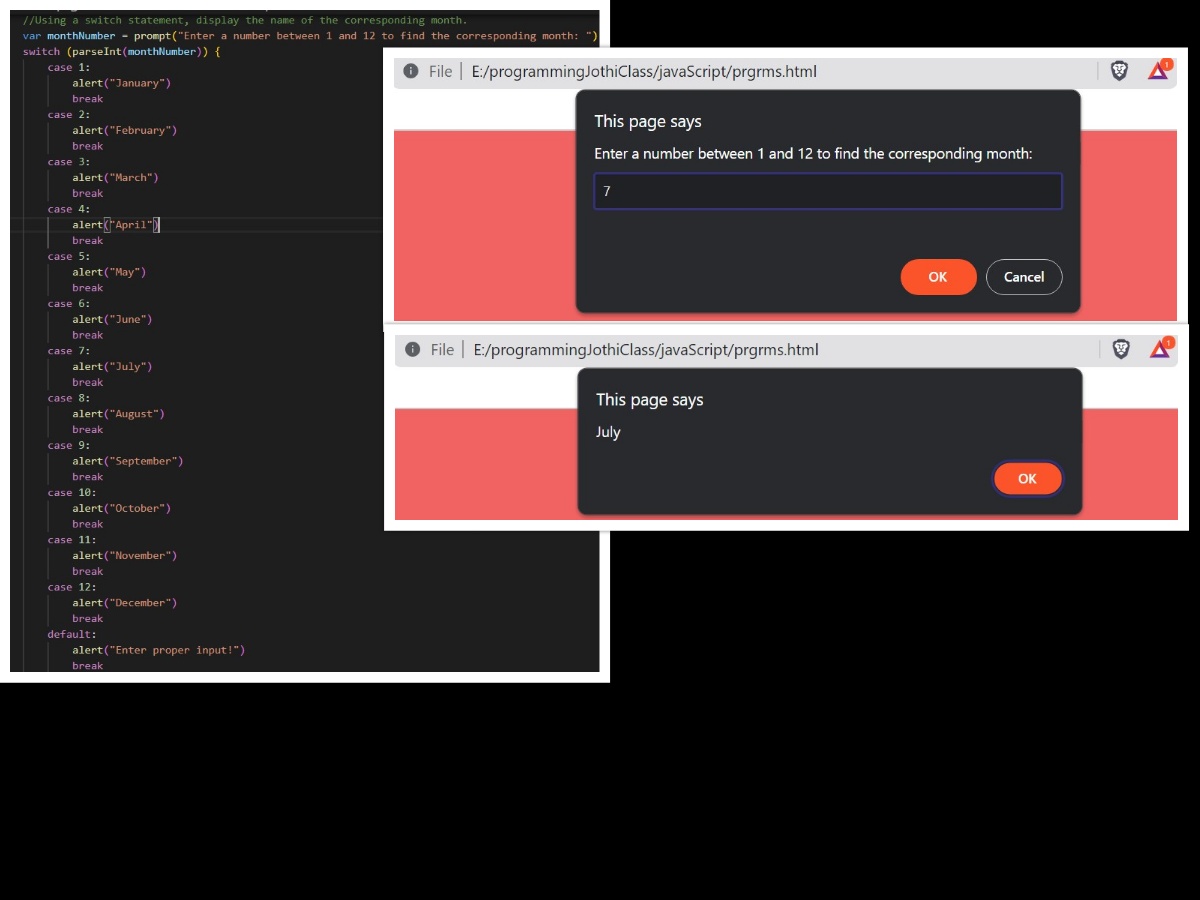 //Using a switch statement, display the name of the corresponding month.
var monthNumber = prompt("Enter a number between 1 and 12 to find the corresponding month: ")
switch (parseInt(monthNumber)) {
case 1:
alert("January")
break
case 2:
alert("February")
break
case 3:
alert("March")
break
case 4:
alert("April")
break
case 5:
alert("May")
break
case 6:
alert("June")
break
case 7:
alert("July")
break
case 8:
alert("August")
break
case 9:
alert("September")
break
case 10:
alert("October")
break
case 11:
alert("November")
break
case 12:
alert("December")
break
default:
alert("Enter proper input!")
break
File E:/programmingJothiClass/javaScript/prgrms.html 1
This page says
Enter a number between 1 and 12 to find the corresponding month:
7
OK Cancel
File E:/programmingJothiClass/javaScript/prgrms.html 1
This page says
July
OK